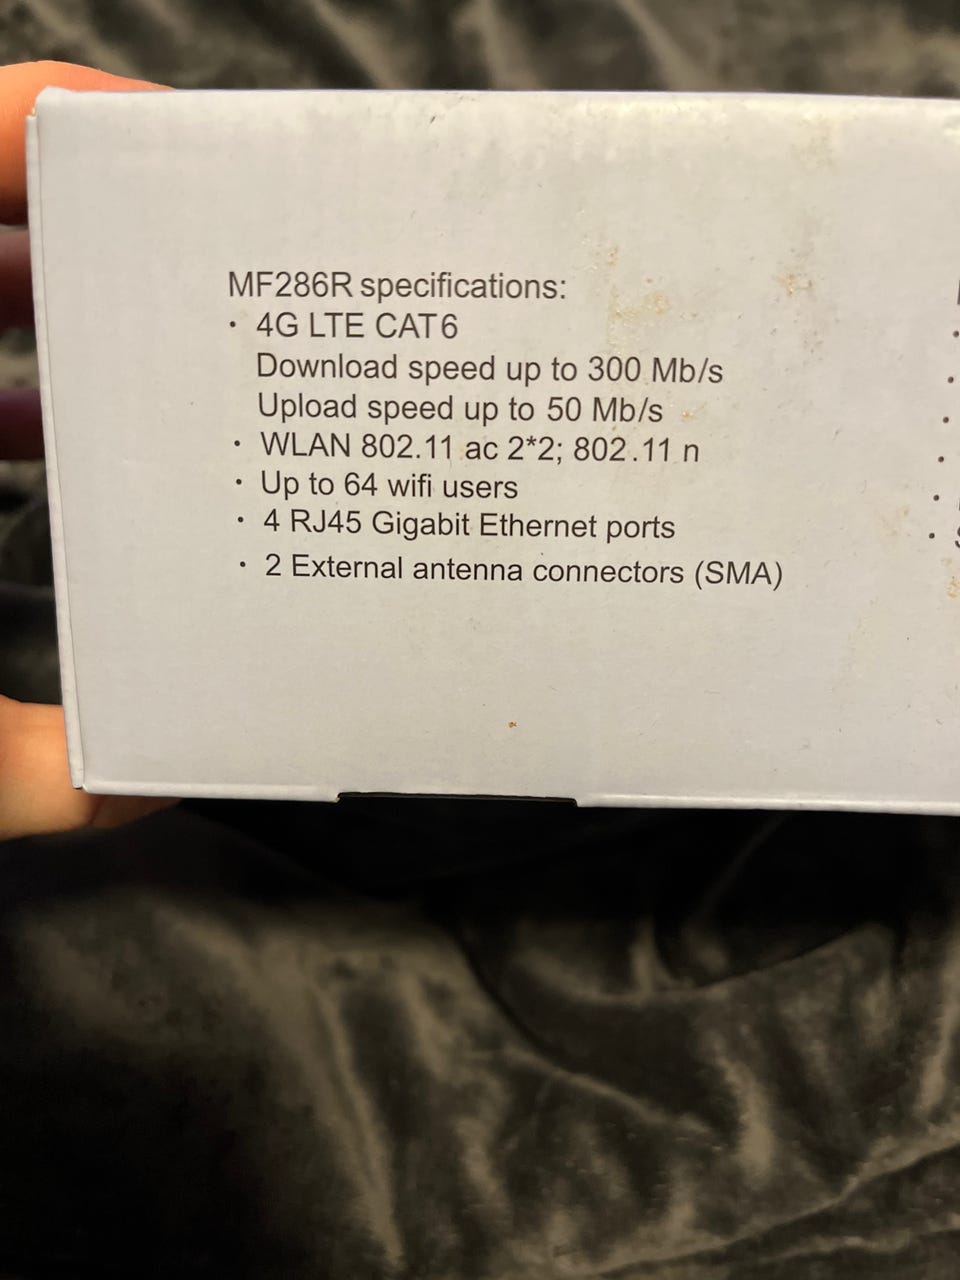 MF286R specifications:
· 4G LTE CAT6
Download speed up to 300 Mb/s
Upload speed up to 50 Mb/s
· WLAN 802.11 ac 2*2; 802.11 n
· Up to 64 wifi users
· 4 RJ45 Gigabit Ethernet ports
· 2 External antenna connectors (SMA)